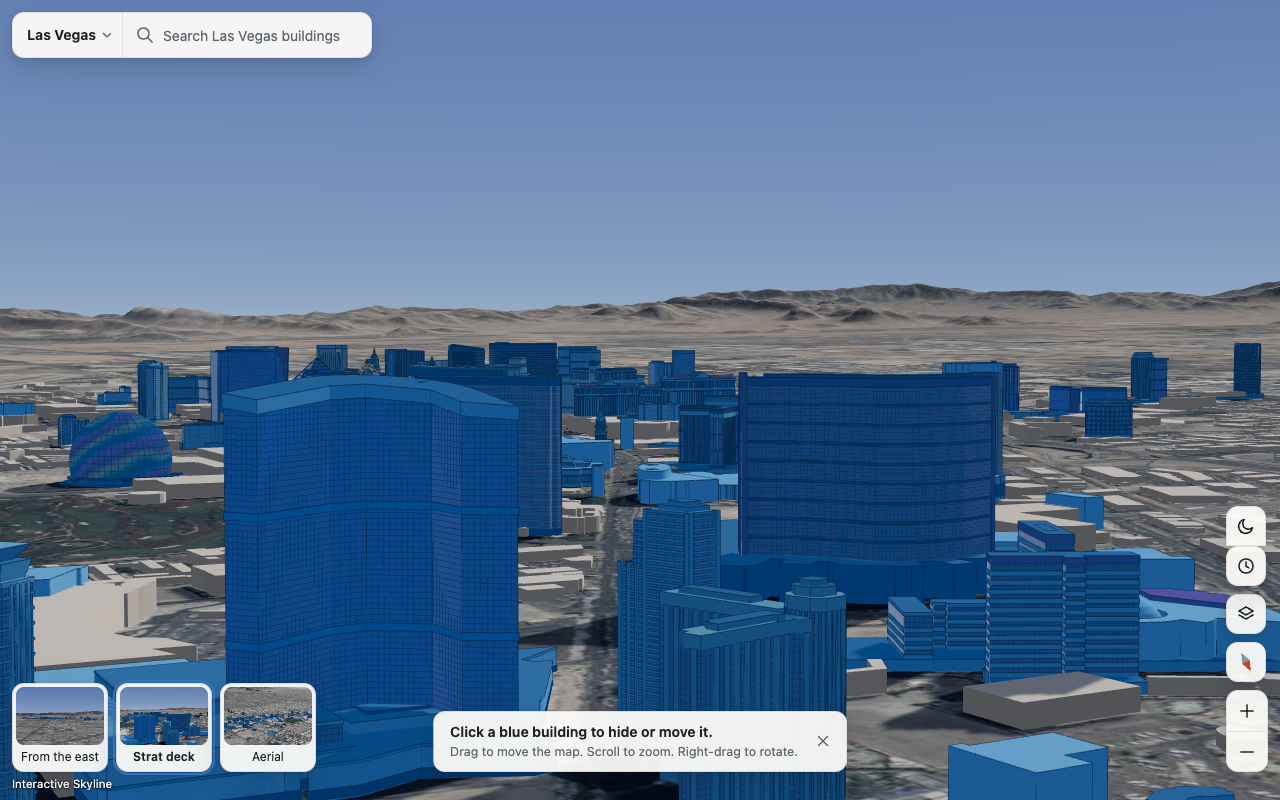 Las Vegas
Search Las Vegas buildings
From the east
Strat deck
Aerial
Click a blue building to hide or move it.
Drag to move the map. Scroll to zoom. Right-drag to rotate.
Interactive Skyline